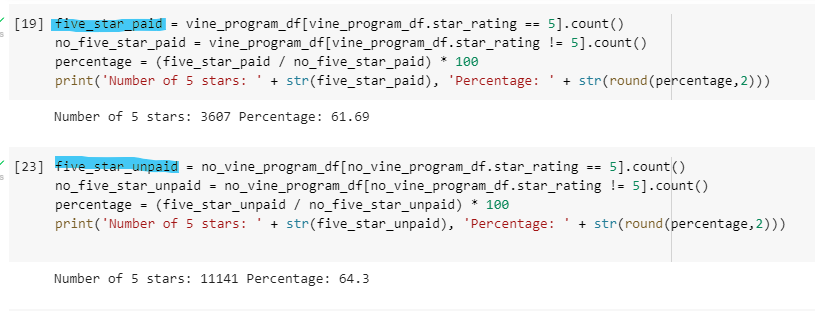 [19] five_star_paid = vine_program_df[vine_program_df.star_rating == 5].count()
no_five_star_paid = vine_program_df[vine_program_df.star_rating != 5].count()
percentage = (five_star_paid / no_five_star_paid) * 100
print('Number of 5 stars: ' + str(five_star_paid), 'Percentage: ' + str(round(percentage,2)))
Number of 5 stars: 3607 Percentage: 61.69
[23] five_star_unpaid = no_vine_program_df[no_vine_program_df.star_rating == 5].count()
no_five_star_unpaid = no_vine_program_df[no_vine_program_df.star_rating != 5].count()
percentage = (five_star_unpaid / no_five_star_unpaid) * 100
print('Number of 5 stars: ' + str(five_star_unpaid), 'Percentage: ' + str(round(percentage,2)))
Number of 5 stars: 11141 Percentage: 64.3